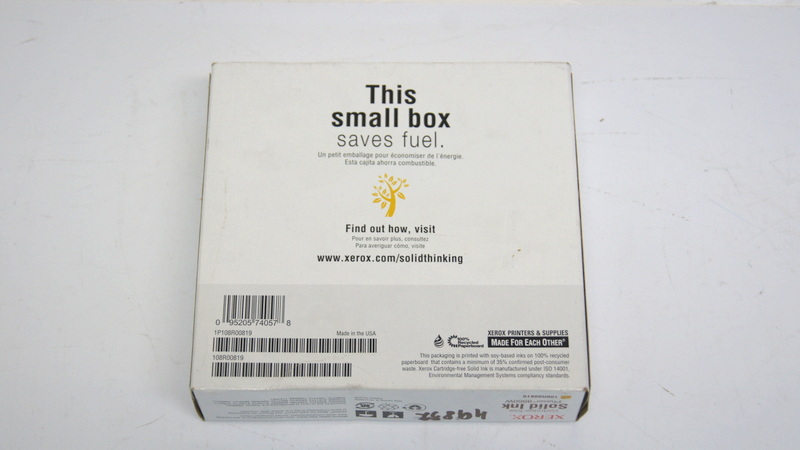 This
small box
saves fuel.
Un petit emballage pour économiser de l'énergie.
Esta cajita ahorra combustible.
Find out how, visit
Pour en savoir plus, consultez
Para averiguar cómo, visite
www.xerox.com/solidthinking
0 95205 74057 8
1P108R00819
Made in the USA
108R00819
100%
Recycled
Paperboard
XEROX PRINTERS & SUPPLIES
MADE FOR EACH OTHER®
This packaging is printed with soy-based inks on 100% recycled
paperboard that contains a minimum of 35% confirmed post-consumer
waste. Xerox Cartridge-free Solid Ink is manufactured under ISO 14001,
Environmental Management Systems compliancy standards.
XEROX
Solid Ink